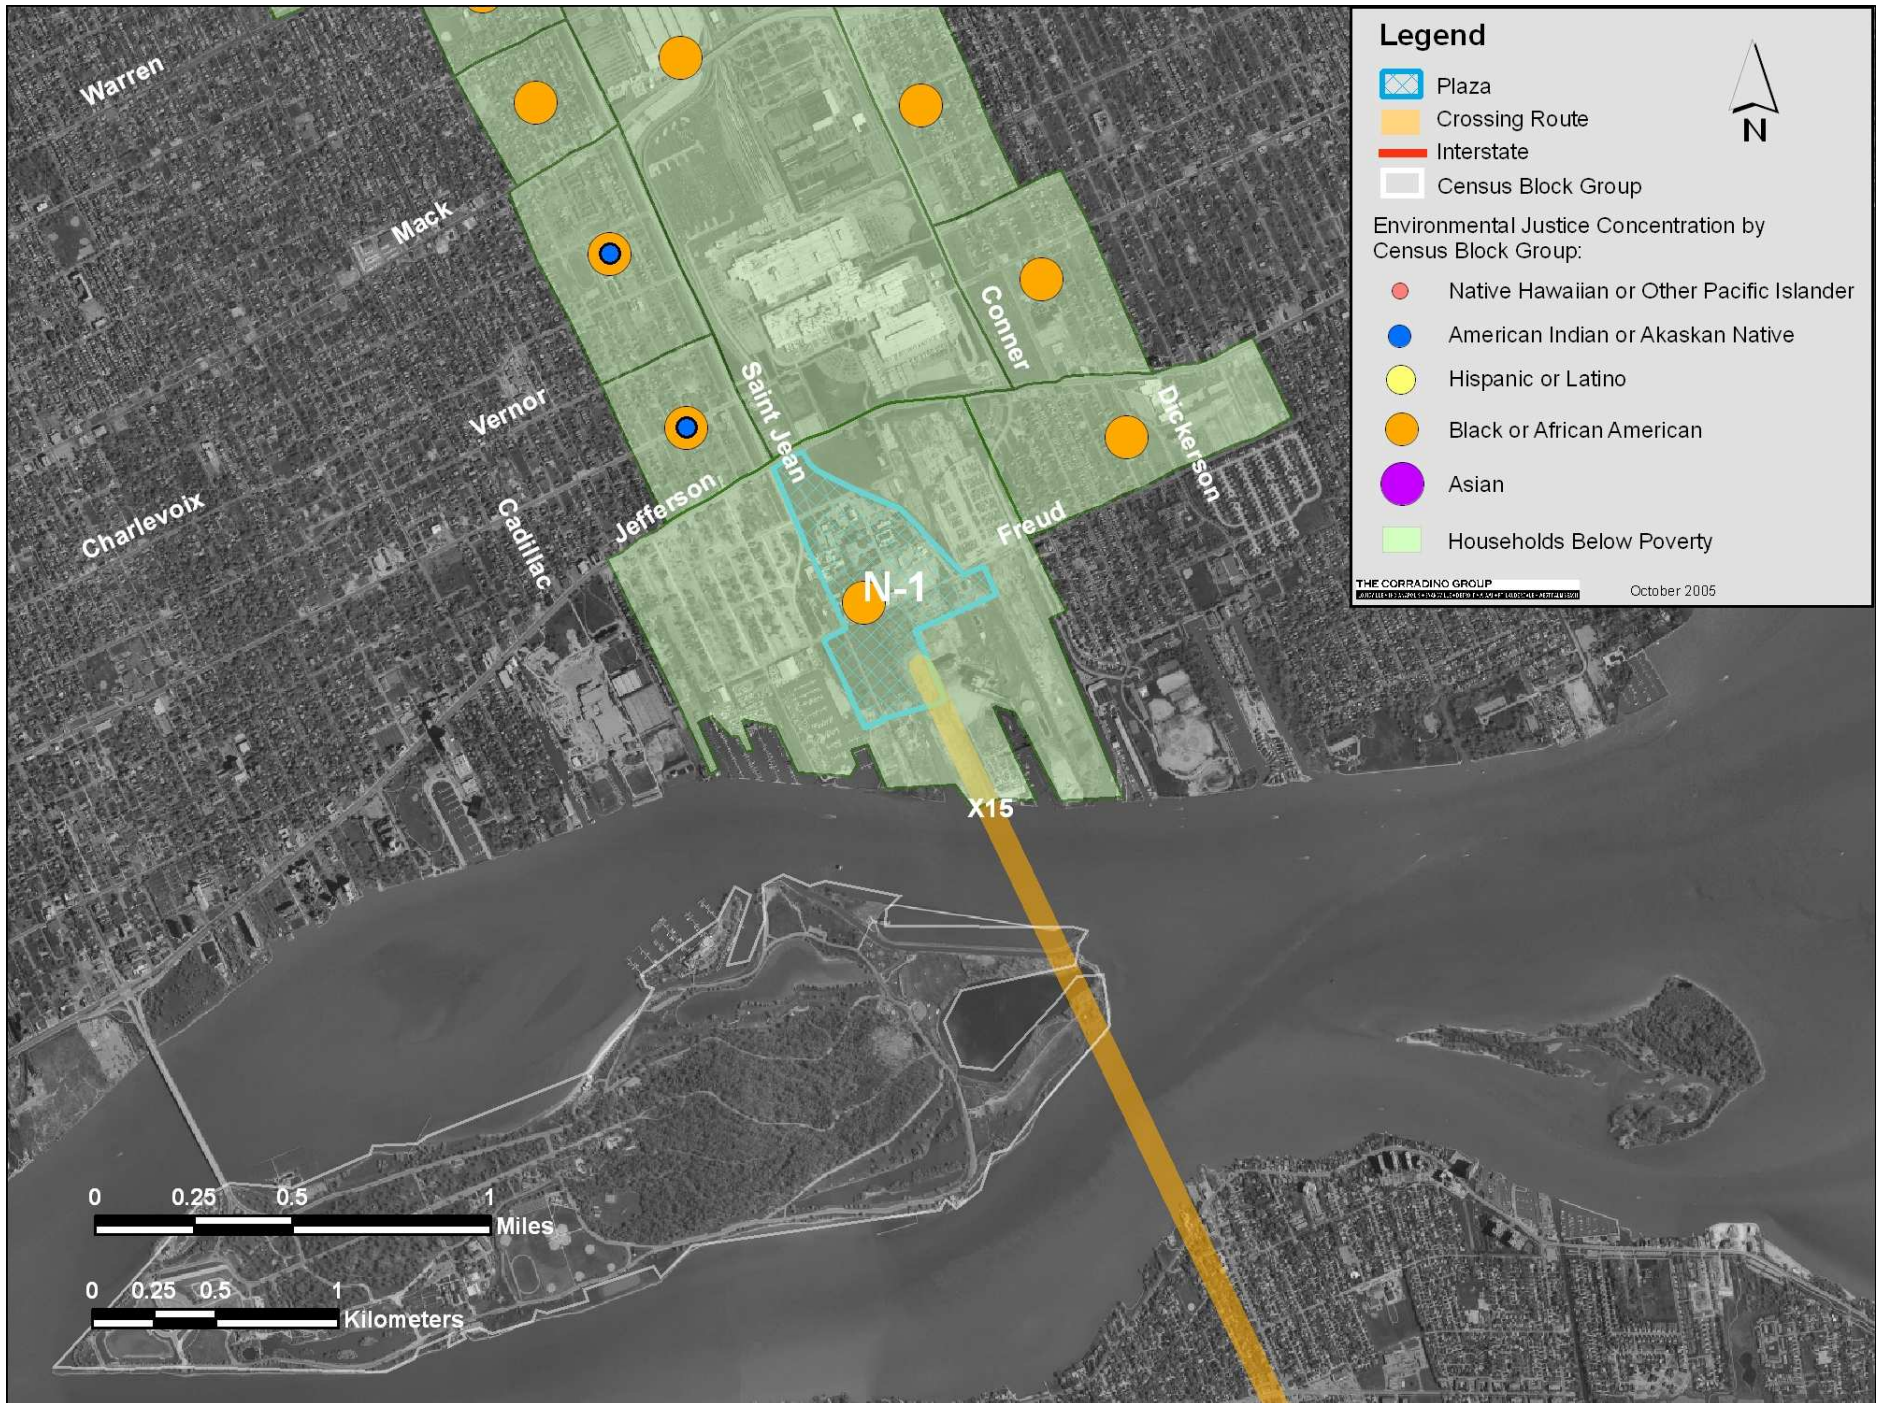 Legend
Plaza
Crossing Route
Interstate
Census Block Group
N
Environmental Justice Concentration by
Census Block Group:
Native Hawaiian or Other Pacific Islander
American Indian or Akaskan Native
Hispanic or Latino
Black or African American
Asian
Households Below Poverty
THE CORRADINO GROUP
October 2005
Warren
Mack
Conner
Vernor
Saint Jean
Dickerson
Charlevoix
Cadillac
Jefferson
Freud
N-1
X15
0 0.25 0.5 1
Miles
0 0.25 0.5 1
Kilometers